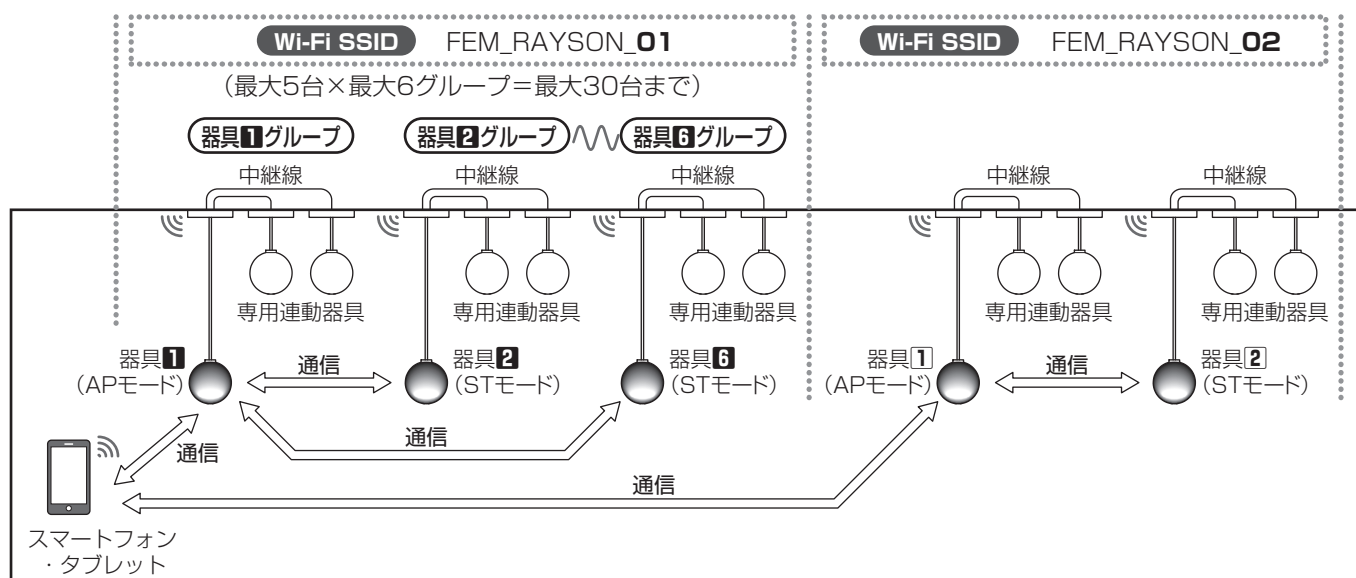 Wi-Fi SSID FEM_RAYSON_01
Wi-Fi SSID FEM_RAYSON_02
（最大5台×最大6グループ＝最大30台まで）
器具1グループ
器具2グループ
器具6グループ
中継線
中継線
中継線
中継線
中継線
専用連動器具
専用連動器具
専用連動器具
専用連動器具
専用連動器具
器具1
（APモード）
通信
器具2
（STモード）
器具6
（STモード）
器具1
（APモード）
通信
器具2
（STモード）
通信
通信
通信
スマートフォン
・タブレット